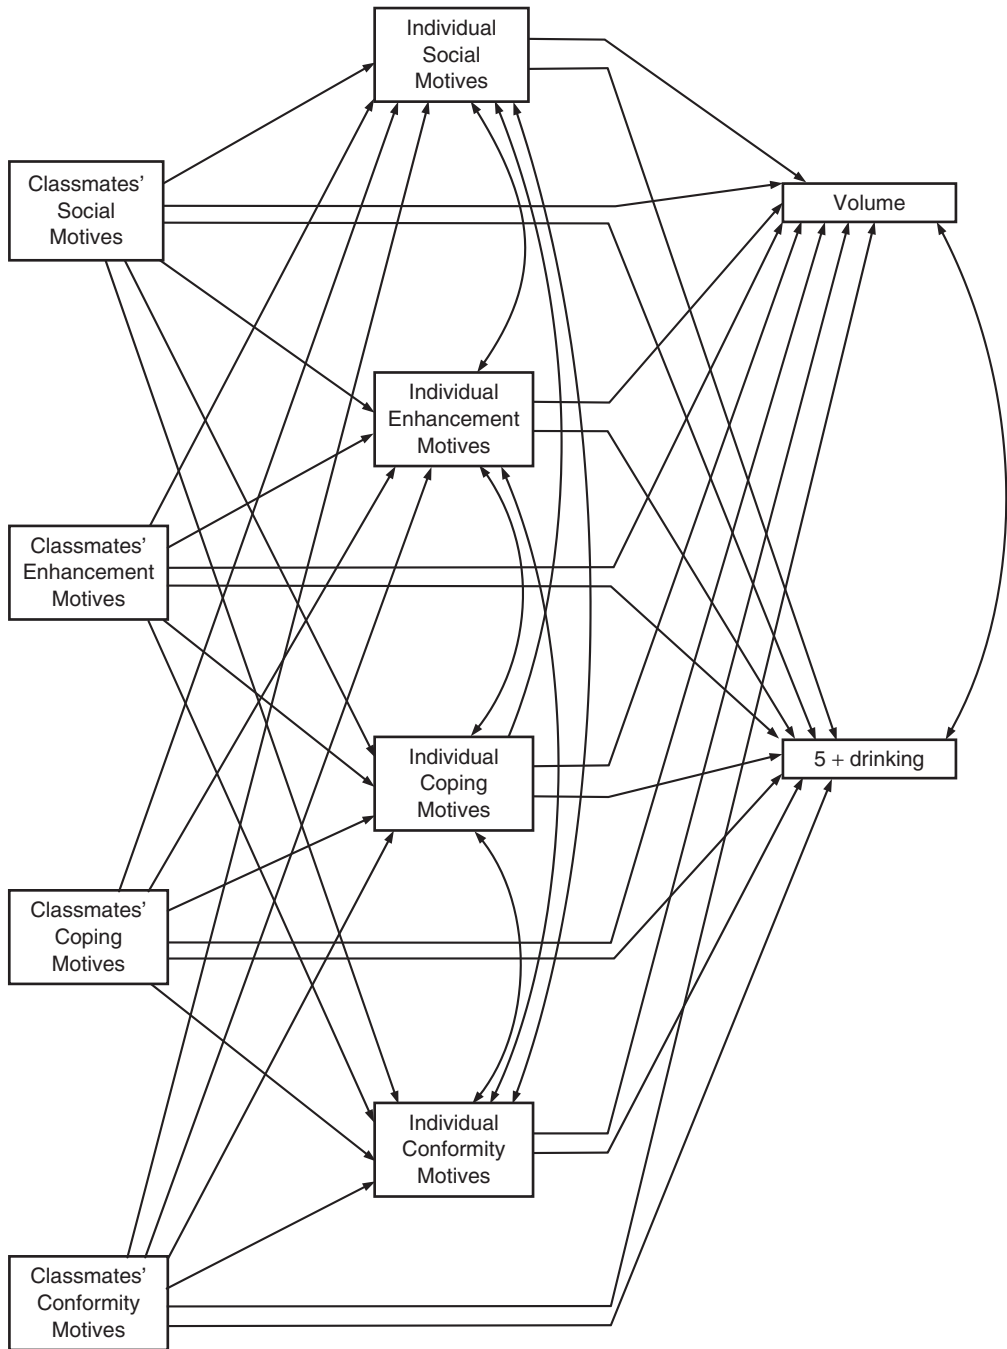 Individual
Social
Motives
Classmates'
Social
Motives
Volume
Individual
Enhancement
Motives
Classmates'
Enhancement
Motives
Individual
Coping
Motives
5 + drinking
Classmates'
Coping
Motives
Individual
Conformity
Motives
Classmates'
Conformity
Motives